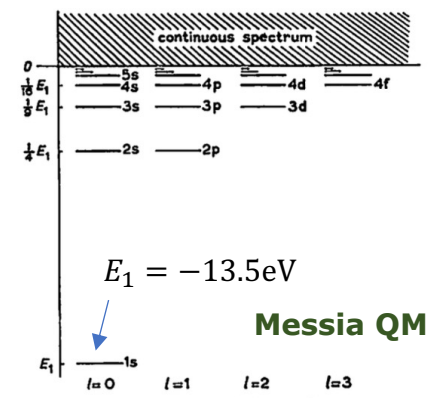 continuous spectrum
0
5s
1/16 E₁ 4s 4p 4d 4f
1/9 E₁ 3s 3p 3d
1/4 E₁ 2s 2p
E₁ = −13.5eV
Messia QM
E₁ 1s
l=0 l=1 l=2 l=3